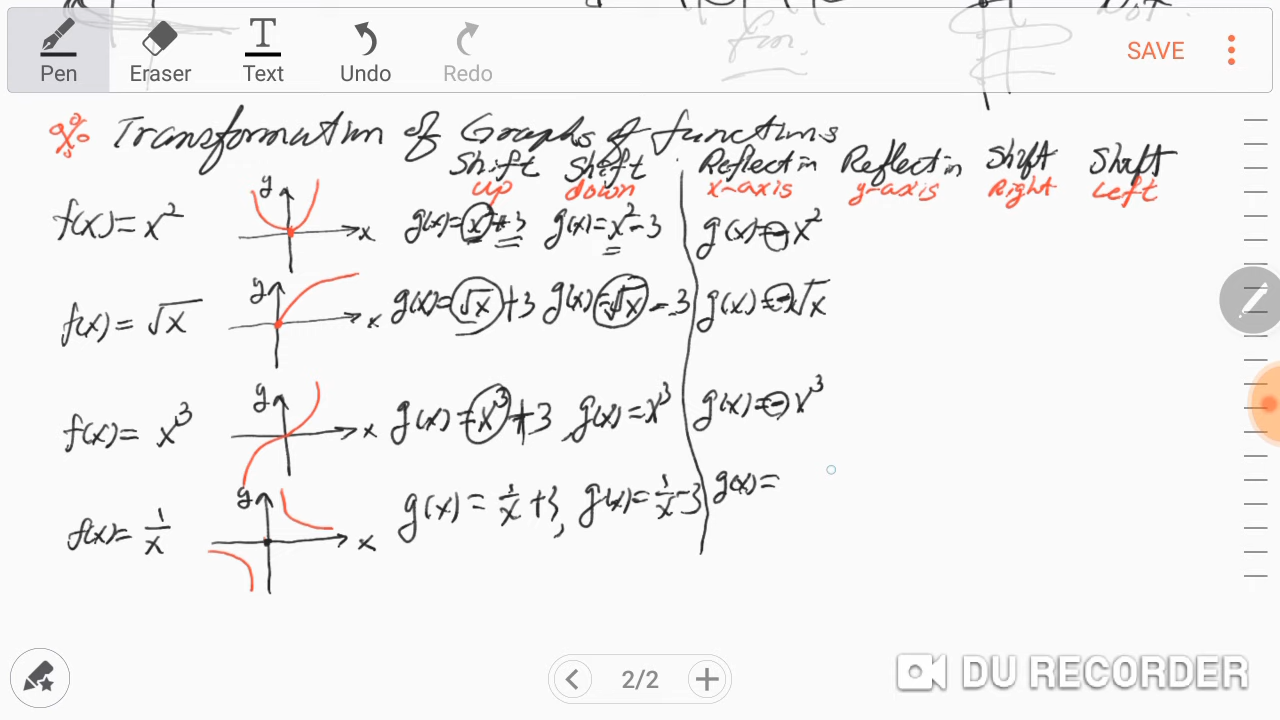 Pen Eraser Text Undo Redo SAVE
fxn.
Not.
% Transformation of Graphs of functions
Shift up Shift down Reflect in x-axis Reflect in y-axis Shift Right Shift Left
f(x) = x² y x g(x) = x² + 3 g(x) = x² - 3 g(x) = - x²
f(x) = √x y x g(x) = √x + 3 g(x) = √x - 3 g(x) = - √x
f(x) = x³ y x g(x) = x³ + 3, g(x) = x³ g(x) = - x³
f(x) = 1/x y x g(x) = 1/x + 3, g(x) = 1/x - 3 g(x) =
2/2
DU RECORDER